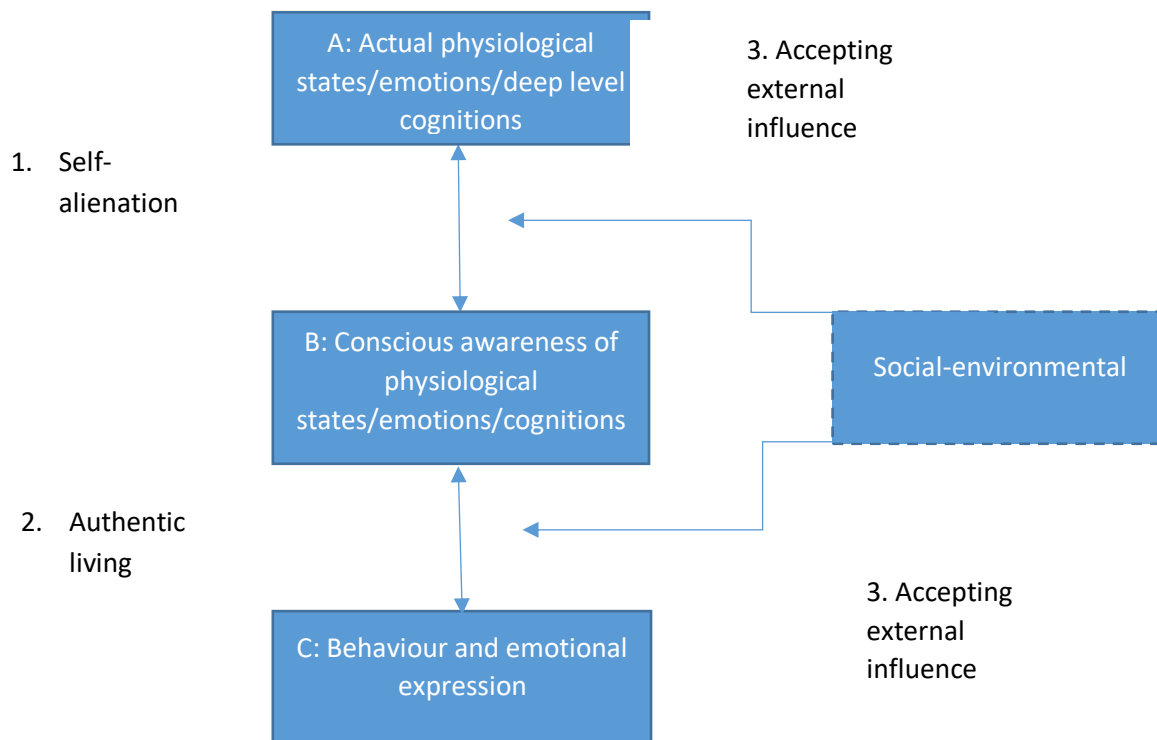 A: Actual physiological
states/emotions/deep level
cognitions
3. Accepting
external
influence
1. Self-
alienation
B: Conscious awareness of
physiological
states/emotions/cognitions
Social-environmental
2. Authentic
living
C: Behaviour and emotional
expression
3. Accepting
external
influence